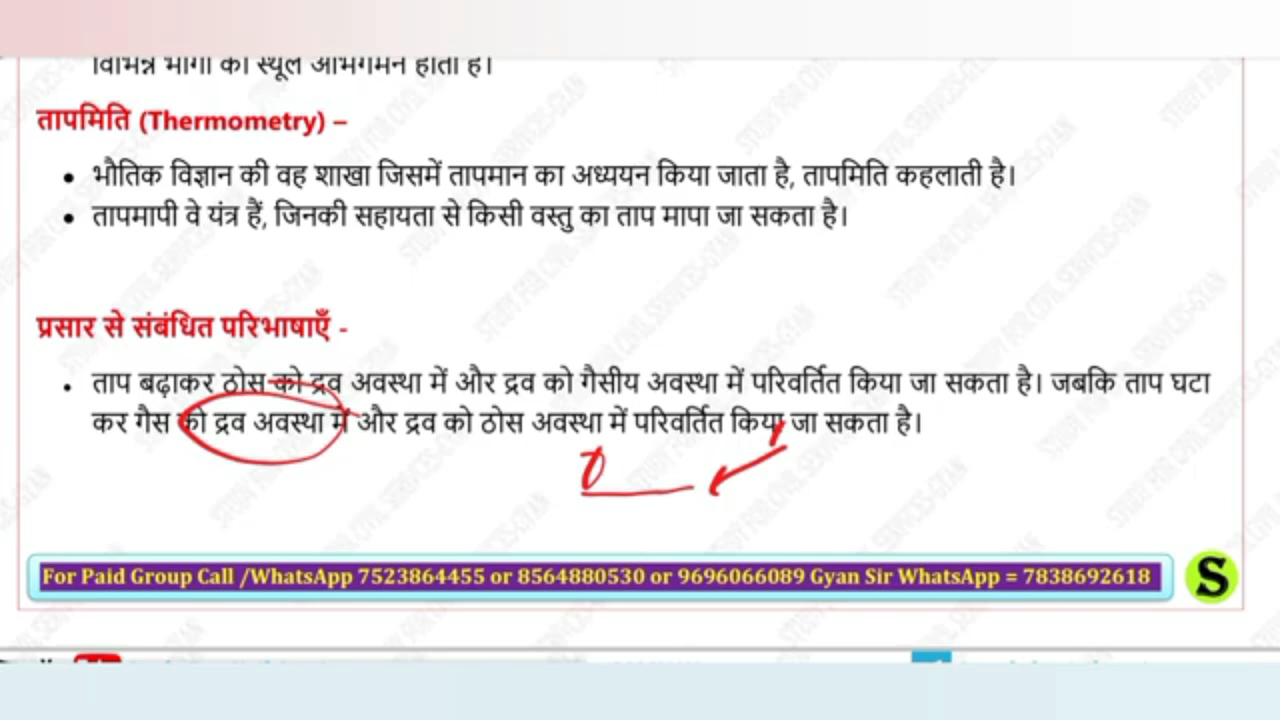 विभिन्न भागों का स्थूल अभिगमन होता है।
तापमिति (Thermometry) –
• भौतिक विज्ञान की वह शाखा जिसमें तापमान का अध्ययन किया जाता है, तापमिति कहलाती है।
• तापमापी वे यंत्र हैं, जिनकी सहायता से किसी वस्तु का ताप मापा जा सकता है।
प्रसार से संबंधित परिभाषाएँ -
• ताप बढ़ाकर ठोस को द्रव अवस्था में और द्रव को गैसीय अवस्था में परिवर्तित किया जा सकता है। जबकि ताप घटा
कर गैस को द्रव अवस्था में और द्रव को ठोस अवस्था में परिवर्तित किया जा सकता है।
For Paid Group Call /WhatsApp 7523864455 or 8564880530 or 9696066089 Gyan Sir WhatsApp = 7838692618
S